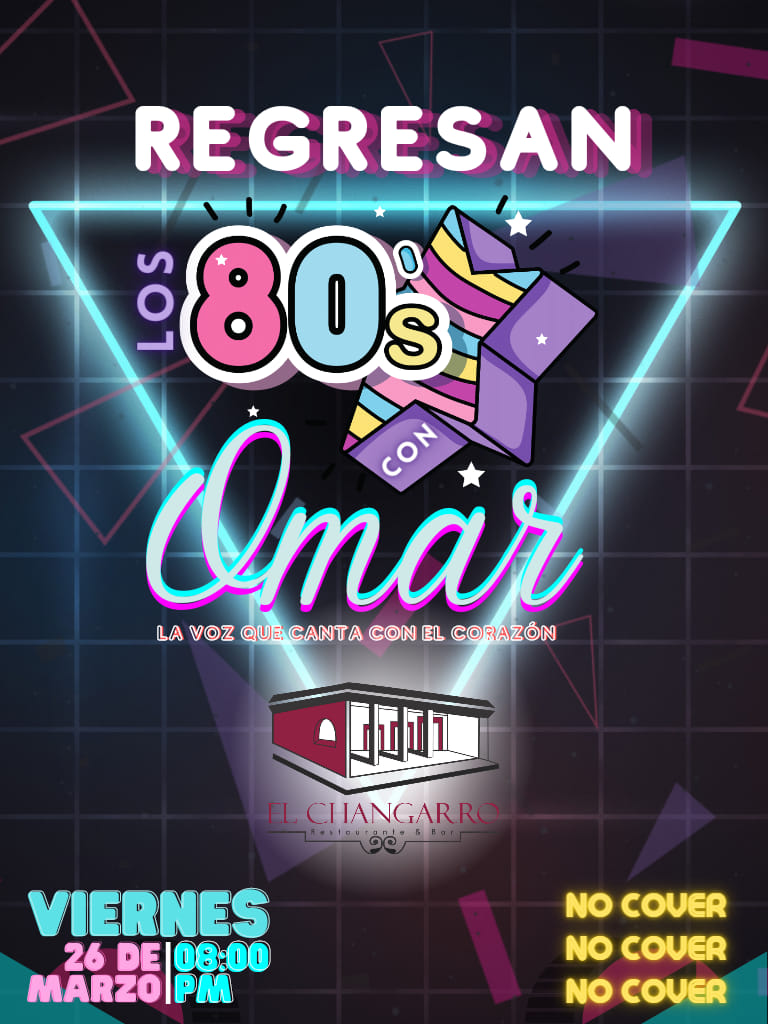 REGRESAN
LOS
80's
CON
Omar
LA VOZ QUE CANTA CON EL CORAZÓN
EL CHANGARRO
Restaurante & Bar
VIERNES
26 DE MARZO
08:00 PM
NO COVER
NO COVER
NO COVER